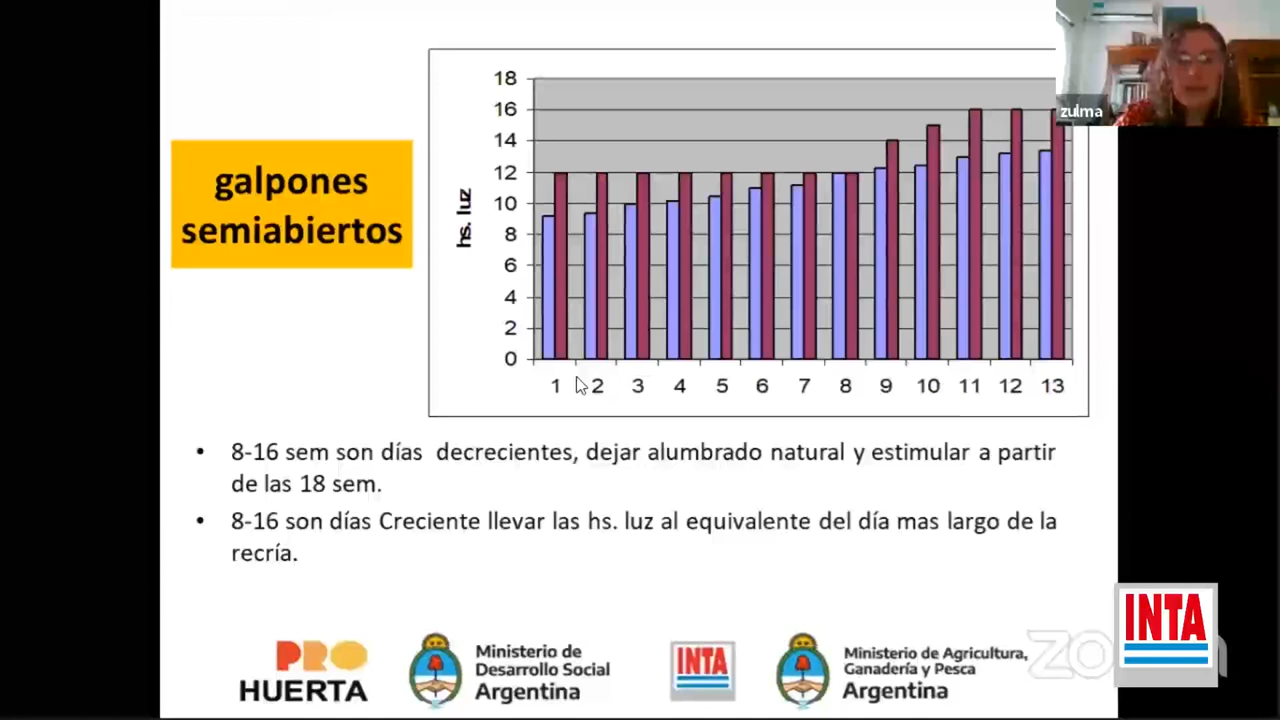 zulma
galpones
semiabiertos
hs. luz
18
16
14
12
10
8
6
4
2
0
1 2 3 4 5 6 7 8 9 10 11 12 13
• 8-16 sem son días decrecientes, dejar alumbrado natural y estimular a partir
de las 18 sem.
• 8-16 son días Creciente llevar las hs. luz al equivalente del día mas largo de la
recría.
PRO
HUERTA
Ministerio de
Desarrollo Social
Argentina
INTA
Ministerio de Agricultura,
Ganadería y Pesca
Argentina
INTA